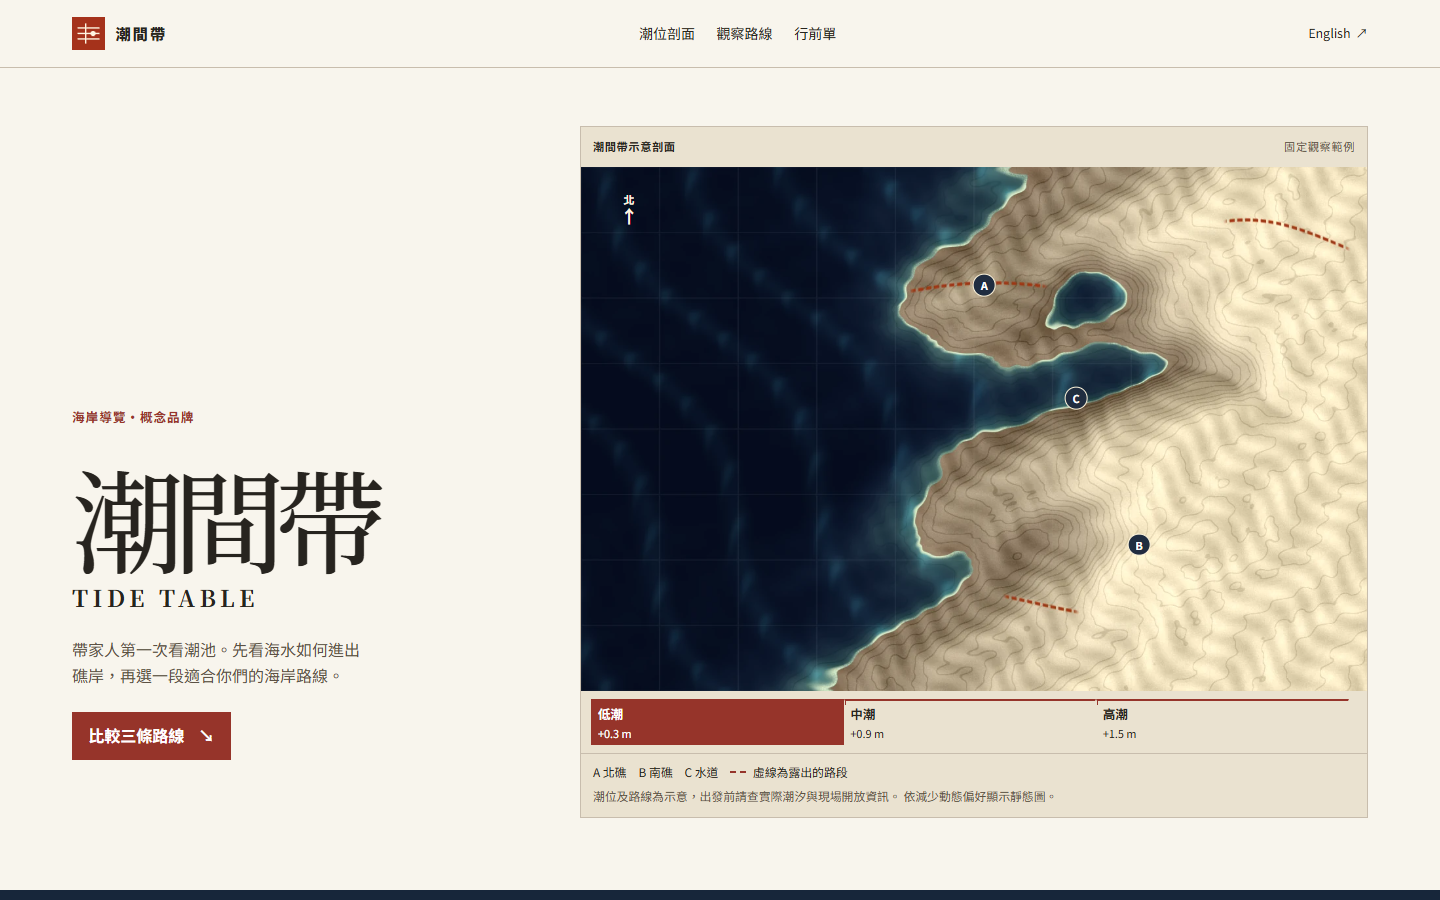 潮間帶
潮位剖面 觀察路線 行前單
English ↗
海岸導覽・概念品牌
潮間帶
TIDE TABLE
帶家人第一次看潮池。先看海水如何進出
礁岸，再選一段適合你們的海岸路線。
比較三條路線 ↘
潮間帶示意剖面
固定觀察範例
北
A
C
B
低潮
+0.3 m
中潮
+0.9 m
高潮
+1.5 m
A 北礁 B 南礁 C 水道 虛線為露出的路段
潮位及路線為示意，出發前請查實際潮汐與現場開放資訊。 依減少動態偏好顯示靜態圖。